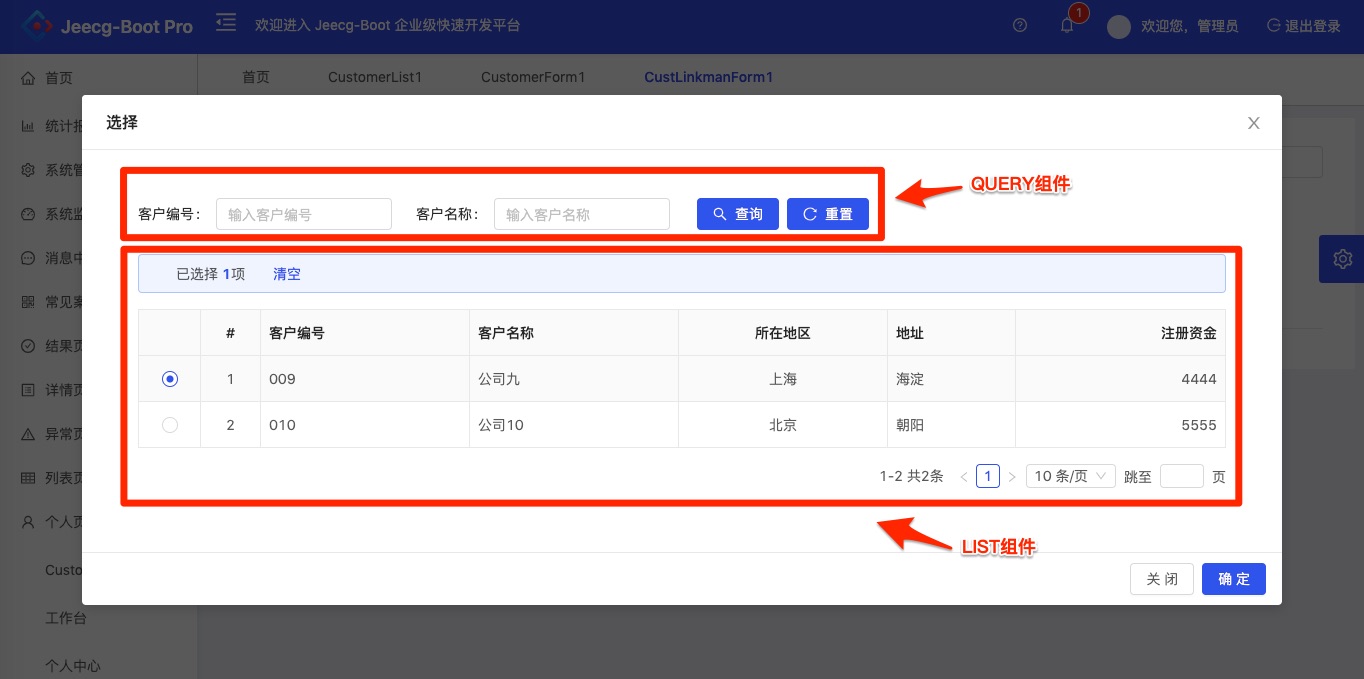 Jeecg-Boot Pro
欢迎进入 Jeecg-Boot 企业级快速开发平台
1
欢迎您，管理员
退出登录
首页
首页
CustomerList1
CustomerForm1
CustLinkmanForm1
统计报
系统管
系统监
消息中
常见案
结果页
详情页
异常页
列表页
个人页
Custo
工作台
个人中心
选择
QUERY组件
客户编号：
输入客户编号
客户名称：
输入客户名称
查询
重置
已选择 1项
清空
# 客户编号 客户名称 所在地区 地址 注册资金
1 009 公司九 上海 海淀 4444
2 010 公司10 北京 朝阳 5555
1-2 共2条 < 1 > 10 条/页 跳至 页
LIST组件
关 闭
确 定